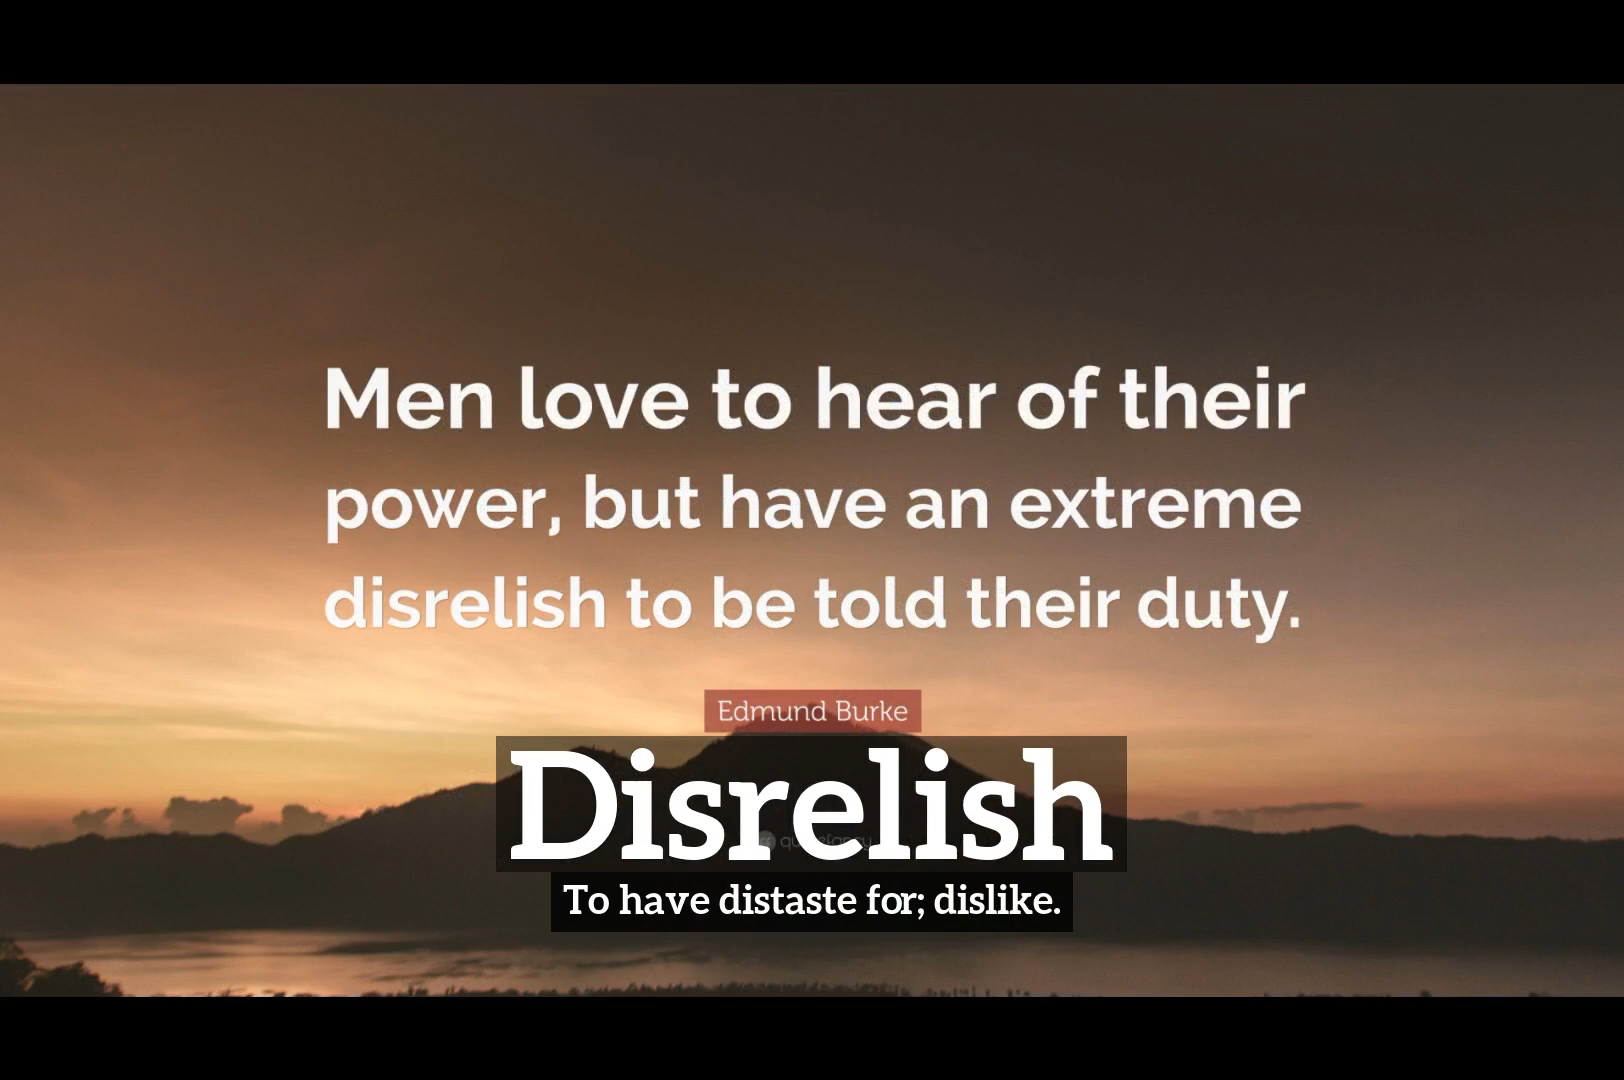 Men love to hear of their
power, but have an extreme
disrelish to be told their duty.
Edmund Burke
Disrelish
To have distaste for; dislike.